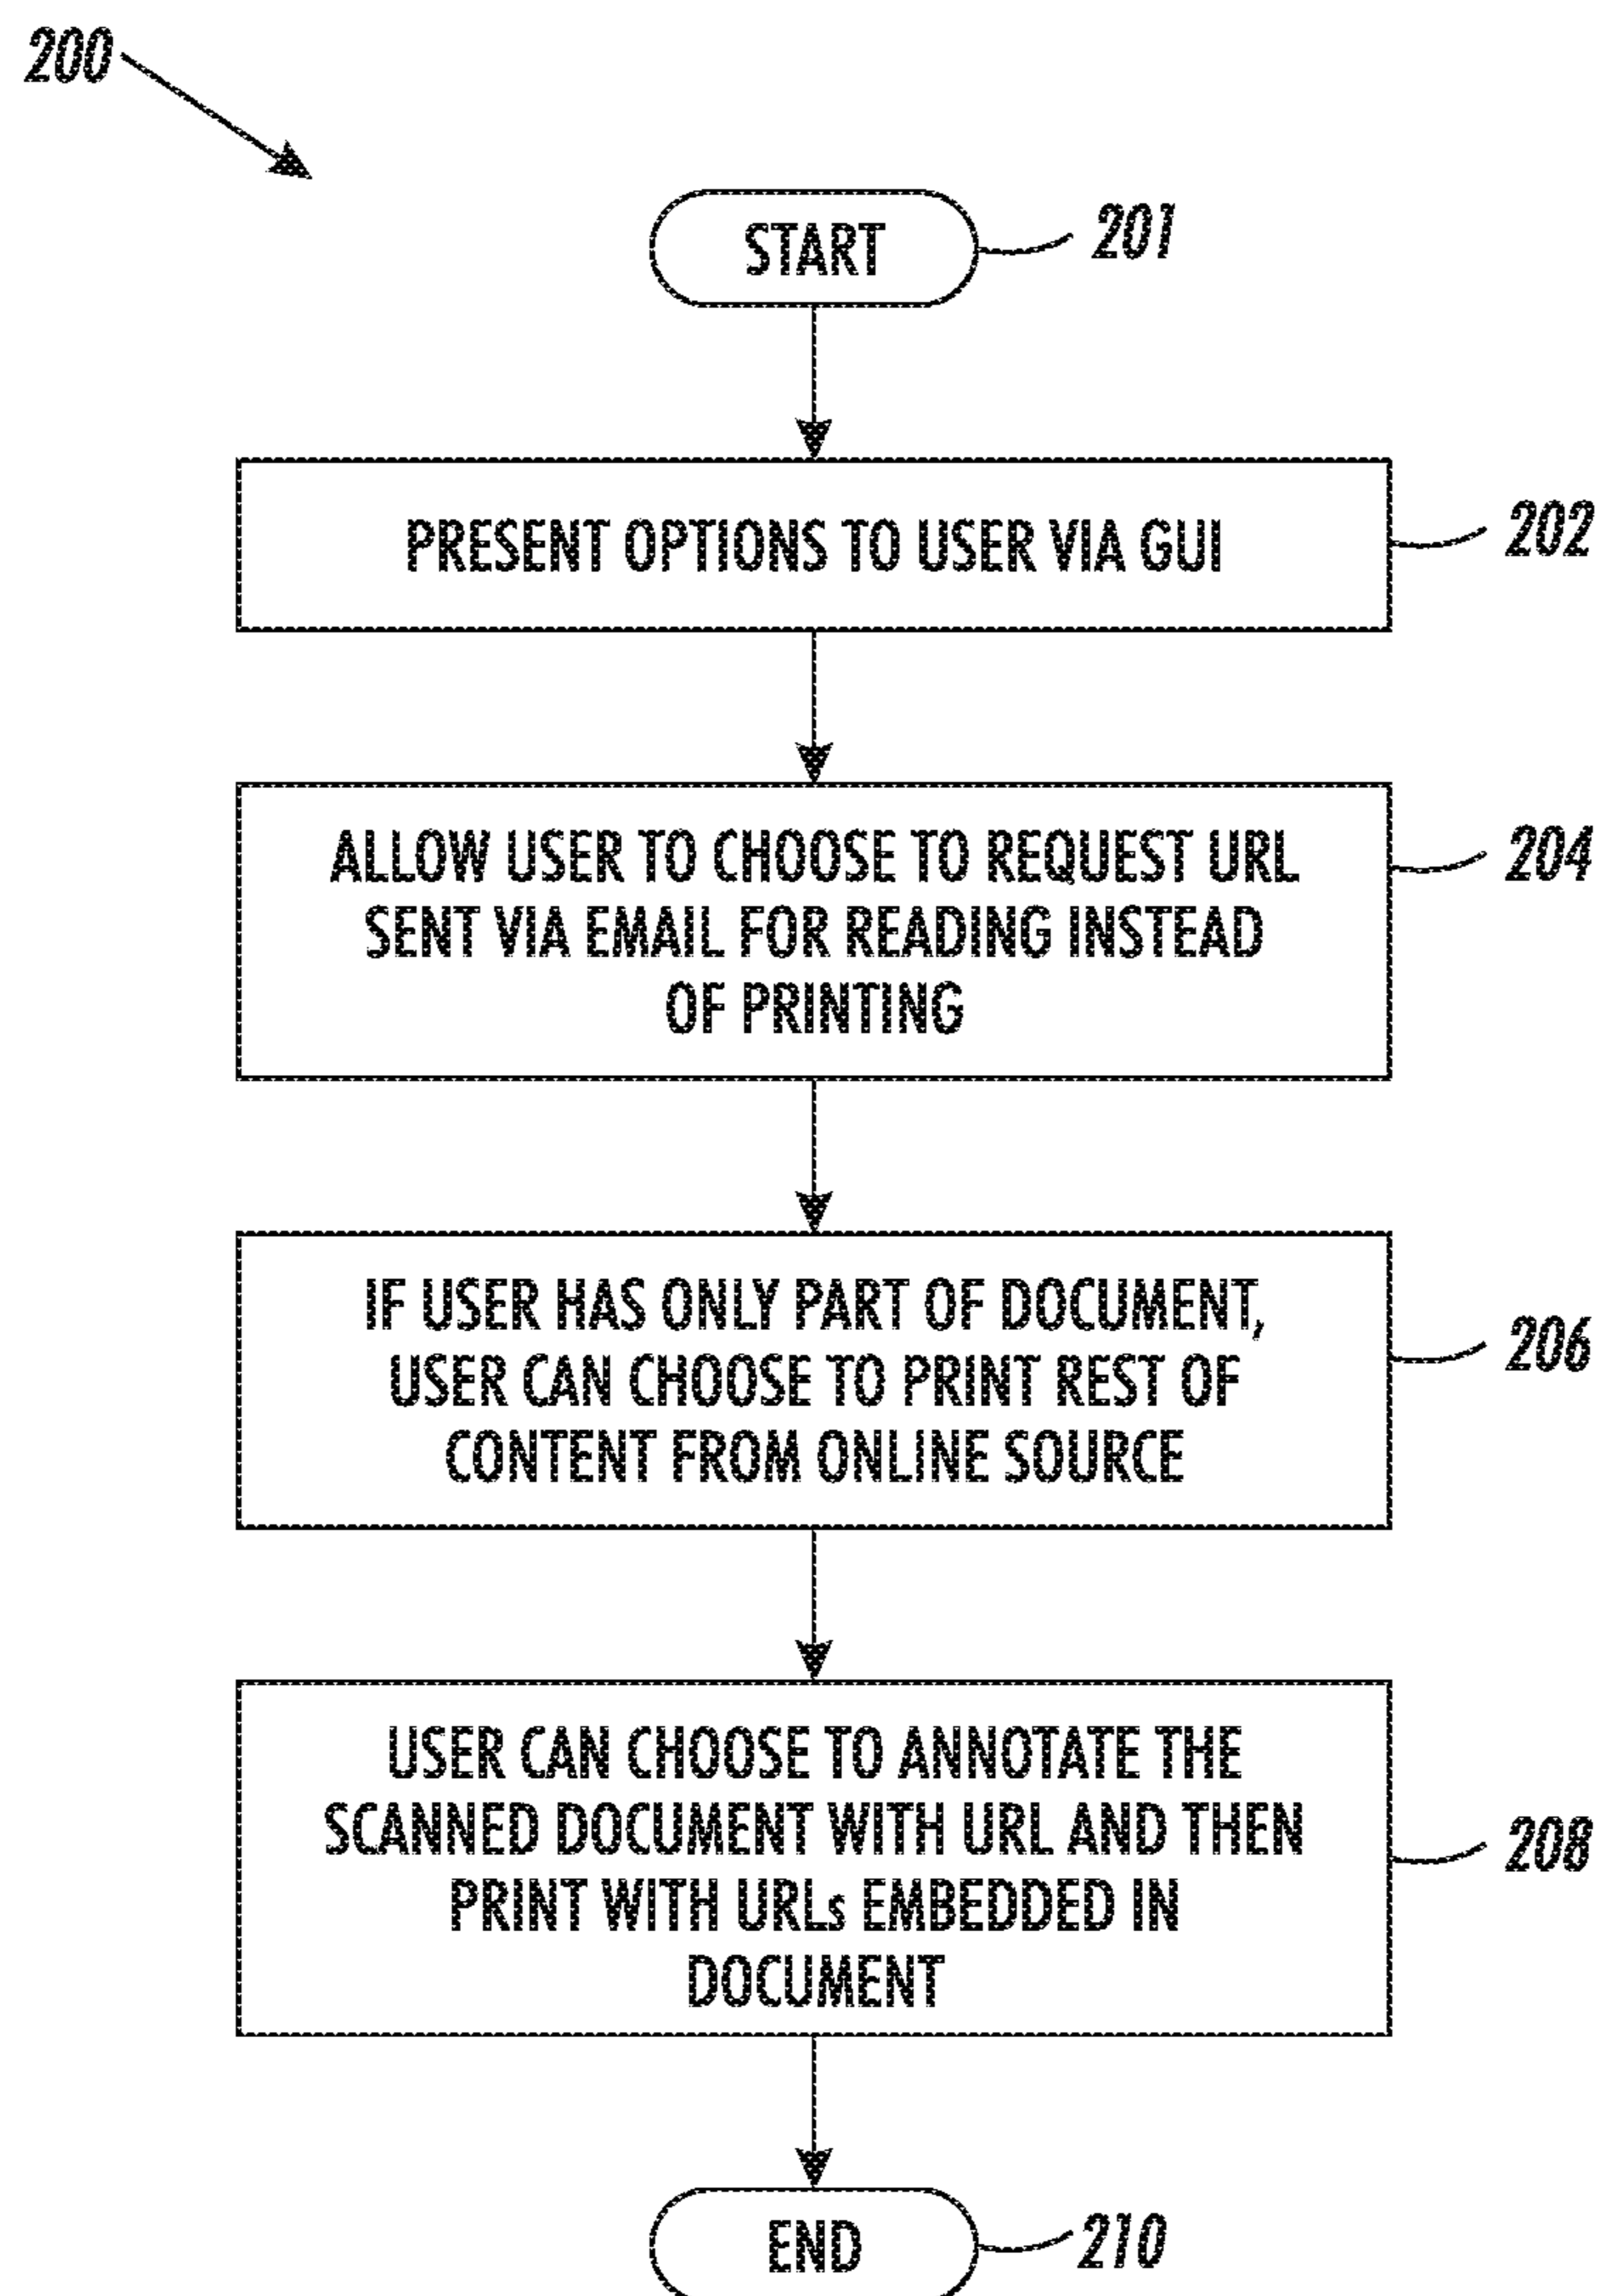 200
START
201
PRESENT OPTIONS TO USER VIA GUI
202
ALLOW USER TO CHOOSE TO REQUEST URL
SENT VIA EMAIL FOR READING INSTEAD
OF PRINTING
204
IF USER HAS ONLY PART OF DOCUMENT,
USER CAN CHOOSE TO PRINT REST OF
CONTENT FROM ONLINE SOURCE
206
USER CAN CHOOSE TO ANNOTATE THE
SCANNED DOCUMENT WITH URL AND THEN
PRINT WITH URLs EMBEDDED IN
DOCUMENT
208
END
210